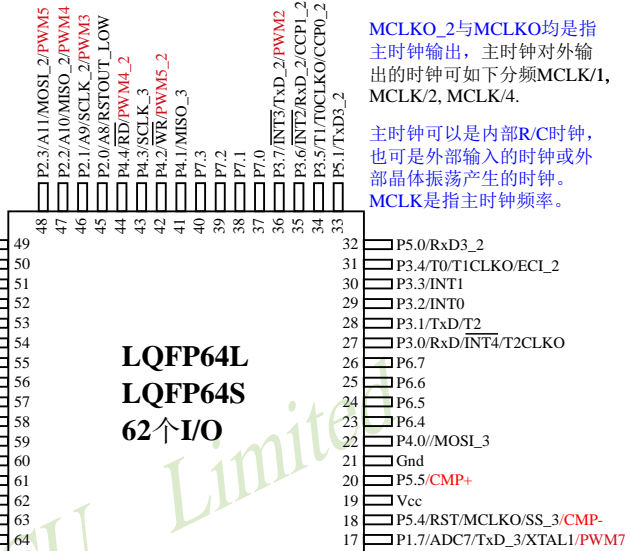 P2.3/A11/MOSI_2/PWM5
P2.2/A10/MISO_2/PWM4
P2.1/A9/SCLK_2/PWM3
P2.0/A8/RSTOUT_LOW
P4.4/RD/PWM4_2
P4.3/SCLK_3
P4.2/WR/PWM5_2
P4.1/MISO_3
P7.3
P7.2
P7.1
P7.0
P3.7/INT3/TxD_2/PWM2
P3.6/INT2/RxD_2/CCP1_2
P3.5/T1/T0CLKO/CCP0_2
P5.1/TxD3_2
MCLKO_2与MCLKO均是指
主时钟输出，主时钟对外输
出的时钟可如下分频MCLK/1,
MCLK/2, MCLK/4.
主时钟可以是内部R/C时钟，
也可是外部输入的时钟或外
部晶体振荡产生的时钟。
MCLK是指主时钟频率。
48 47 46 45 44 43 42 41 40 39 38 37 36 35 34 33
49
50
51
52
53
54
55
56
57
58
59
60
61
62
63
64
LQFP64L
LQFP64S
62个I/O
32 P5.0/RxD3_2
31 P3.4/T0/T1CLKO/ECI_2
30 P3.3/INT1
29 P3.2/INT0
28 P3.1/TxD/T2
27 P3.0/RxD/INT4/T2CLKO
26 P6.7
25 P6.6
24 P6.5
23 P6.4
22 P4.0//MOSI_3
21 Gnd
20 P5.5/CMP+
19 Vcc
18 P5.4/RST/MCLKO/SS_3/CMP-
17 P1.7/ADC7/TxD_3/XTAL1/PWM7
Limited